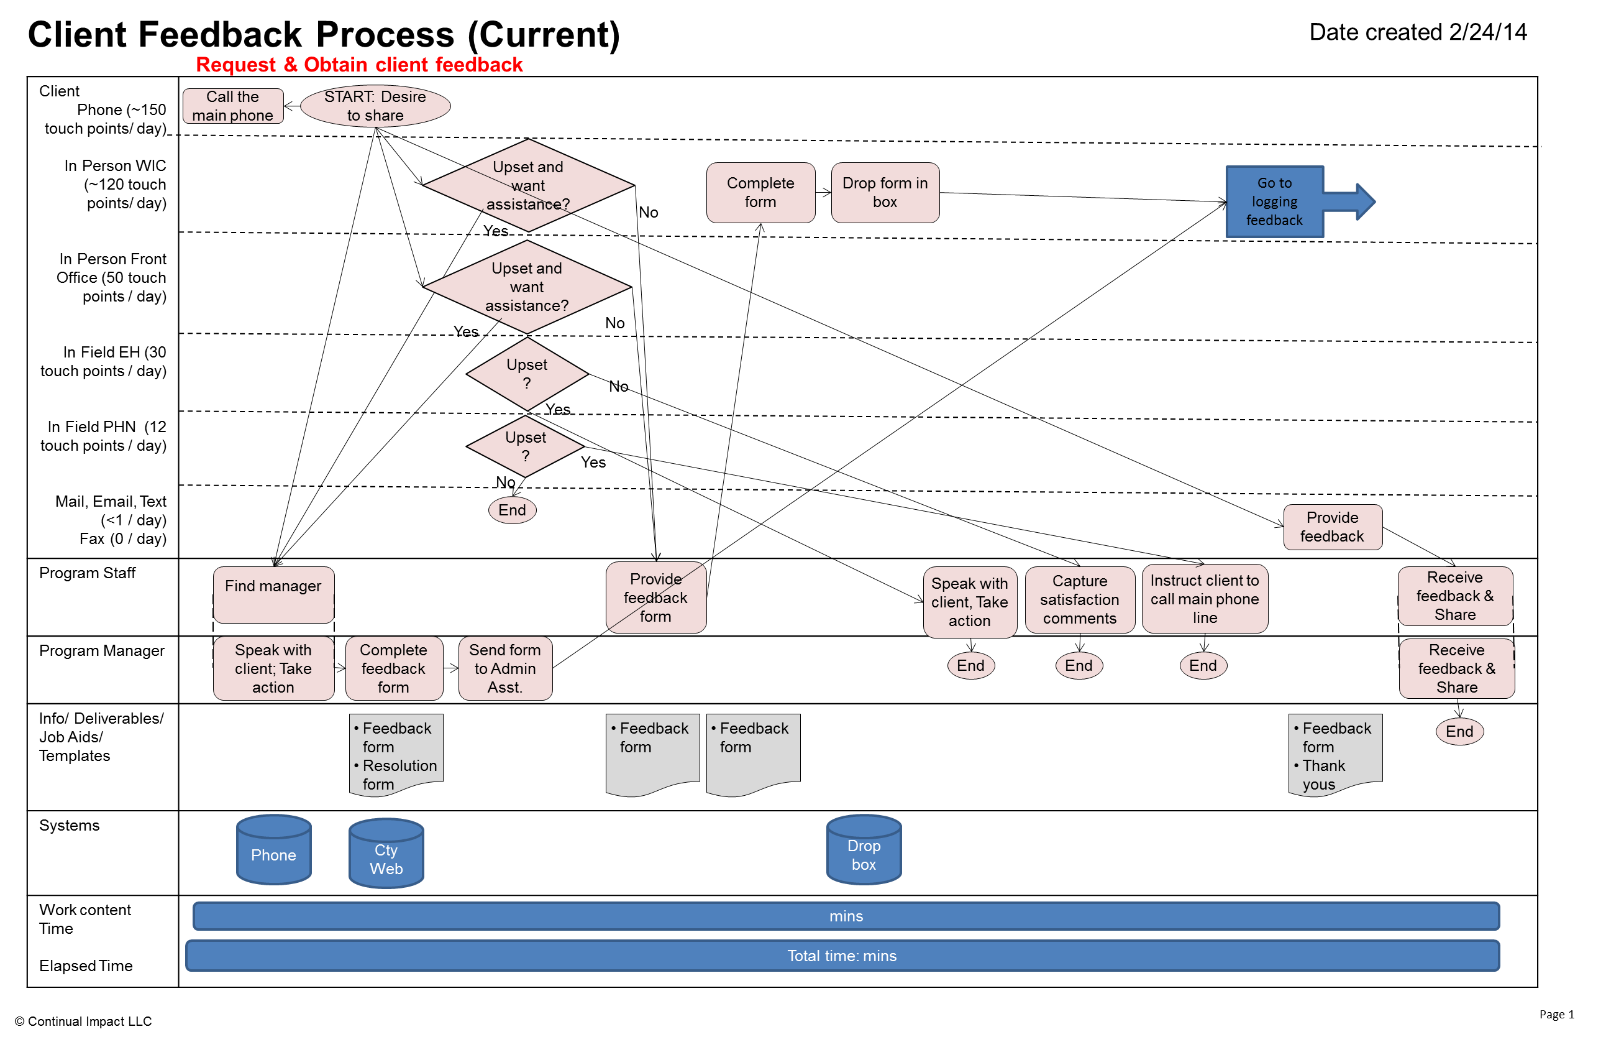 Client Feedback Process (Current)
Date created 2/24/14
Request & Obtain client feedback
Client
Phone (~150
touch points/ day)
Call the
main phone
START: Desire
to share
In Person WIC
(~120 touch
points/ day)
Upset and
want
assistance?
No
Yes
Complete
form
Drop form in
box
Go to
logging
feedback
In Person Front
Office (50 touch
points / day)
Upset and
want
assistance?
No
Yes
In Field EH (30
touch points / day)
Upset
?
No
Yes
In Field PHN (12
touch points / day)
Upset
?
Yes
No
Mail, Email, Text
(<1 / day)
Fax (0 / day)
End
Provide
feedback
Program Staff
Find manager
Provide
feedback
form
Speak with
client, Take
action
Capture
satisfaction
comments
Instruct client to
call main phone
line
Receive
feedback &
Share
Program Manager
Speak with
client; Take
action
Complete
feedback
form
Send form
to Admin
Asst.
End
End
End
Receive
feedback &
Share
Info/ Deliverables/
Job Aids/
Templates
• Feedback
form
• Resolution
form
• Feedback
form
• Feedback
form
• Feedback
form
• Thank
yous
End
Systems
Phone
Cty
Web
Drop
box
Work content
Time
mins
Elapsed Time
Total time: mins
© Continual Impact LLC
Page 1